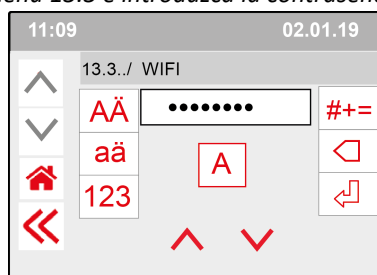 11:09 02.01.19
13.3../ WIFI
AÄ •••••••• #+=
aä A
123